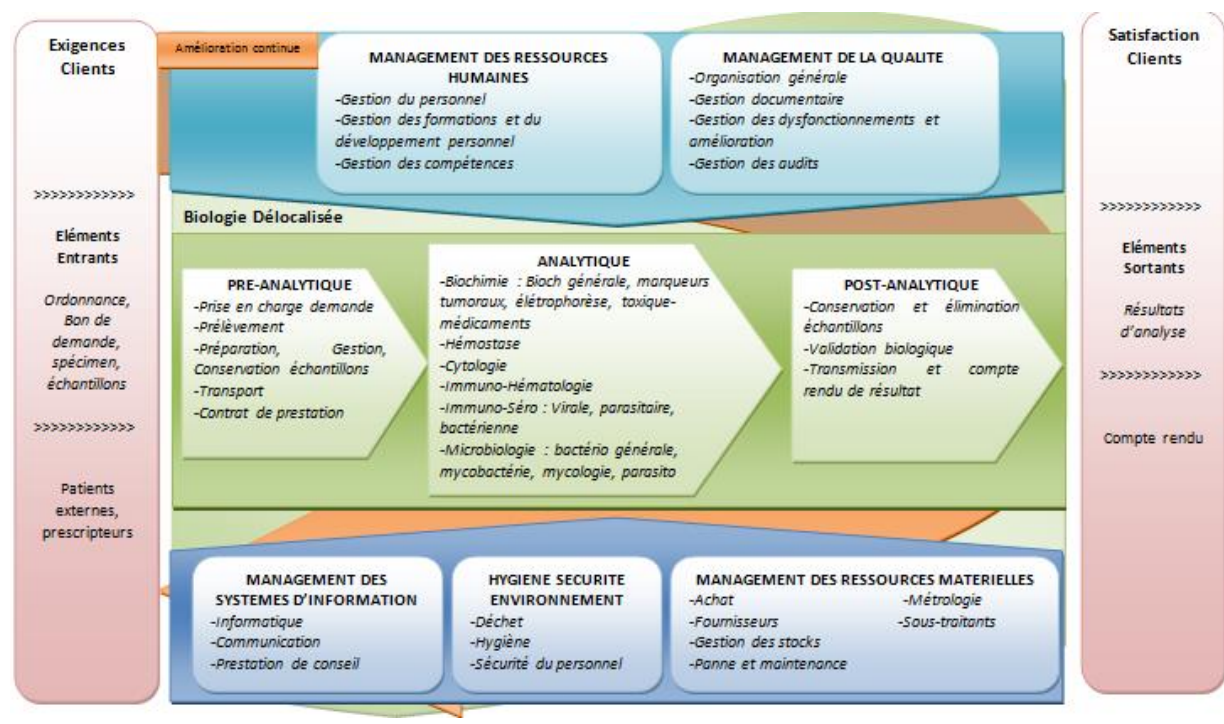 Exigences
Clients
>>>>>>>>>>>>
Eléments
Entrants
Ordonnance,
Bon de
demande,
spécimen,
échantillons
>>>>>>>>>>>>
Patients
externes,
prescripteurs
Amélioration continue
MANAGEMENT DES RESSOURCES
HUMAINES
-Gestion du personnel
-Gestion des formations et du
développement personnel
-Gestion des compétences
MANAGEMENT DE LA QUALITE
-Organisation générale
-Gestion documentaire
-Gestion des dysfonctionnements et
amélioration
-Gestion des audits
Biologie Délocalisée
PRE-ANALYTIQUE
-Prise en charge demande
-Prélèvement
-Préparation, Gestion,
Conservation échantillons
-Transport
-Contrat de prestation
ANALYTIQUE
-Biochimie : Bioch générale, marqueurs
tumoraux, élétrophorèse, toxique-
médicaments
-Hémostase
-Cytologie
-Immuno-Hématologie
-Immuno-Séro : Virale, parasitaire,
bactérienne
-Microbiologie : bactério générale,
mycobactérie, mycologie, parasito
POST-ANALYTIQUE
-Conservation et élimination
échantillons
-Validation biologique
-Transmission et compte
rendu de résultat
MANAGEMENT DES
SYSTEMES D'INFORMATION
-Informatique
-Communication
-Prestation de conseil
HYGIENE SECURITE
ENVIRONNEMENT
-Déchet
-Hygiène
-Sécurité du personnel
MANAGEMENT DES RESSOURCES MATERIELLES
-Achat
-Fournisseurs
-Gestion des stocks
-Panne et maintenance
-Métrologie
-Sous-traitants
Satisfaction
Clients
>>>>>>>>>>>>
Eléments
Sortants
Résultats
d'analyse
>>>>>>>>>>>>
Compte rendu